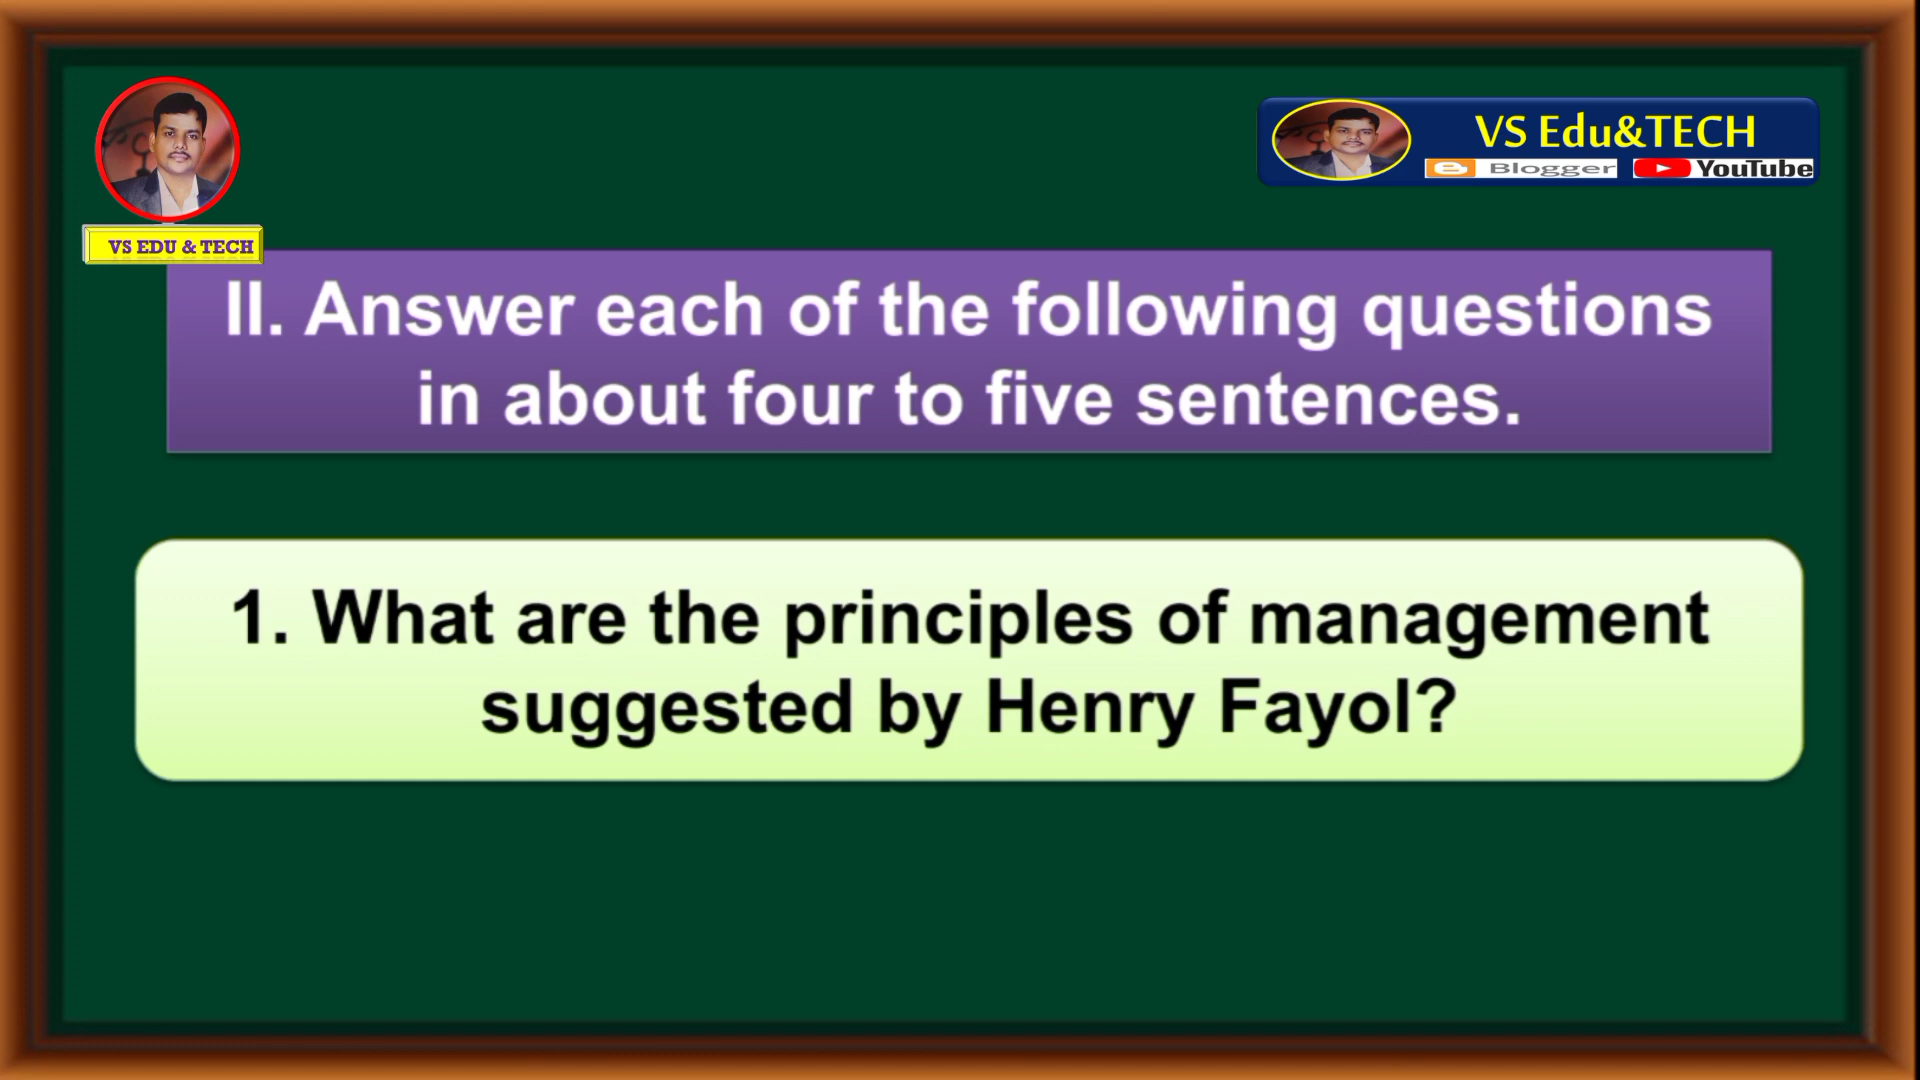 VS Edu&TECH
Blogger YouTube
VS EDU & TECH
II. Answer each of the following questions
in about four to five sentences.
1. What are the principles of management
suggested by Henry Fayol?